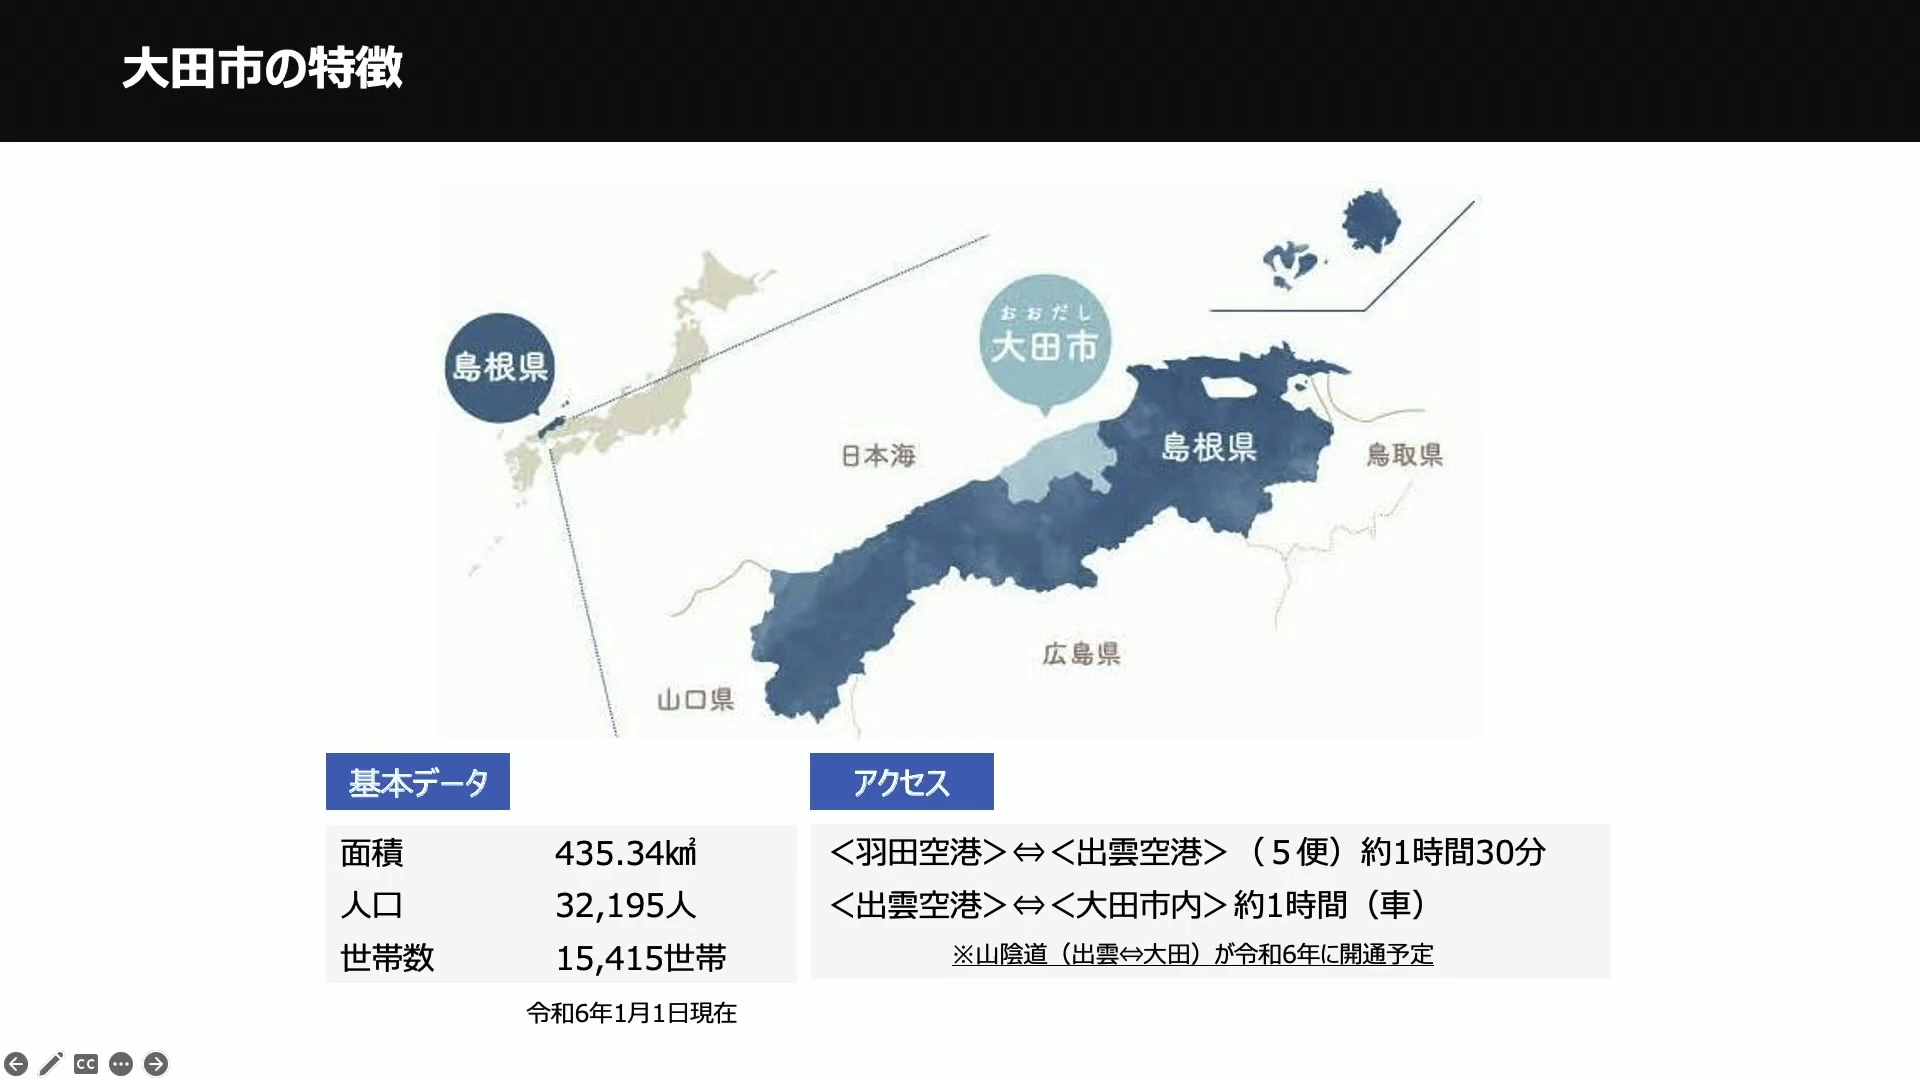 大田市の特徴
島根県
おおだし
大田市
日本海
島根県
鳥取県
広島県
山口県
基本データ
面積 435.34㎢
人口 32,195人
世帯数 15,415世帯
令和6年1月1日現在
アクセス
＜羽田空港＞⇔＜出雲空港＞（５便）約1時間30分
＜出雲空港＞⇔＜大田市内＞約1時間（車）
※山陰道（出雲⇔大田）が令和6年に開通予定
CC